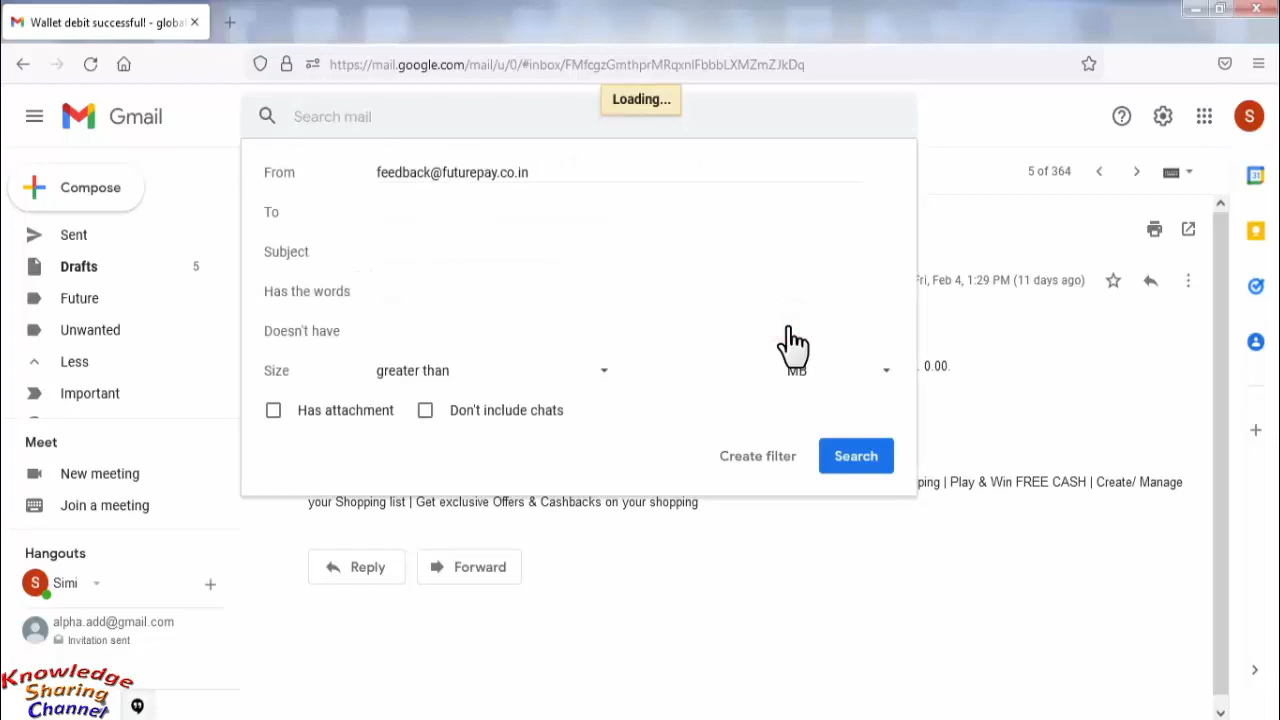 Wallet debit successful! - globa
https://mail.google.com/mail/u/0/#inbox/FMfcgzGmthprMRqxnlFbbbLXMZmZJkDq
Loading...
Gmail
Search mail
S
Compose
From feedback@futurepay.co.in
5 of 364
To
Sent
Subject
Drafts 5
Fri, Feb 4, 1:29 PM (11 days ago)
Future
Has the words
Unwanted
Doesn't have
Less
Size greater than MB
0.00.
Important
Has attachment Don't include chats
Meet
Create filter Search
New meeting
ping | Play & Win FREE CASH | Create/ Manage
your Shopping list | Get exclusive Offers & Cashbacks on your shopping
Join a meeting
Hangouts
Reply Forward
S Simi
alpha.add@gmail.com
Invitation sent
Knowledge
Sharing
Channel